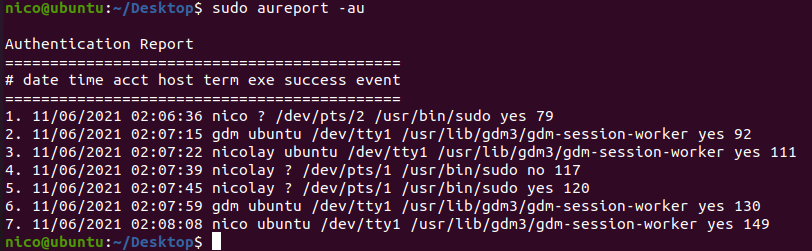 nico@ubuntu:~/Desktop$ sudo aureport -au
Authentication Report
============================================
# date time acct host term exe success event
============================================
1. 11/06/2021 02:06:36 nico ? /dev/pts/2 /usr/bin/sudo yes 79
2. 11/06/2021 02:07:15 gdm ubuntu /dev/tty1 /usr/lib/gdm3/gdm-session-worker yes 92
3. 11/06/2021 02:07:22 nicolay ubuntu /dev/tty1 /usr/lib/gdm3/gdm-session-worker yes 111
4. 11/06/2021 02:07:39 nicolay ? /dev/pts/1 /usr/bin/sudo no 117
5. 11/06/2021 02:07:45 nicolay ? /dev/pts/1 /usr/bin/sudo yes 120
6. 11/06/2021 02:07:59 gdm ubuntu /dev/tty1 /usr/lib/gdm3/gdm-session-worker yes 130
7. 11/06/2021 02:08:08 nico ubuntu /dev/tty1 /usr/lib/gdm3/gdm-session-worker yes 149
nico@ubuntu:~/Desktop$